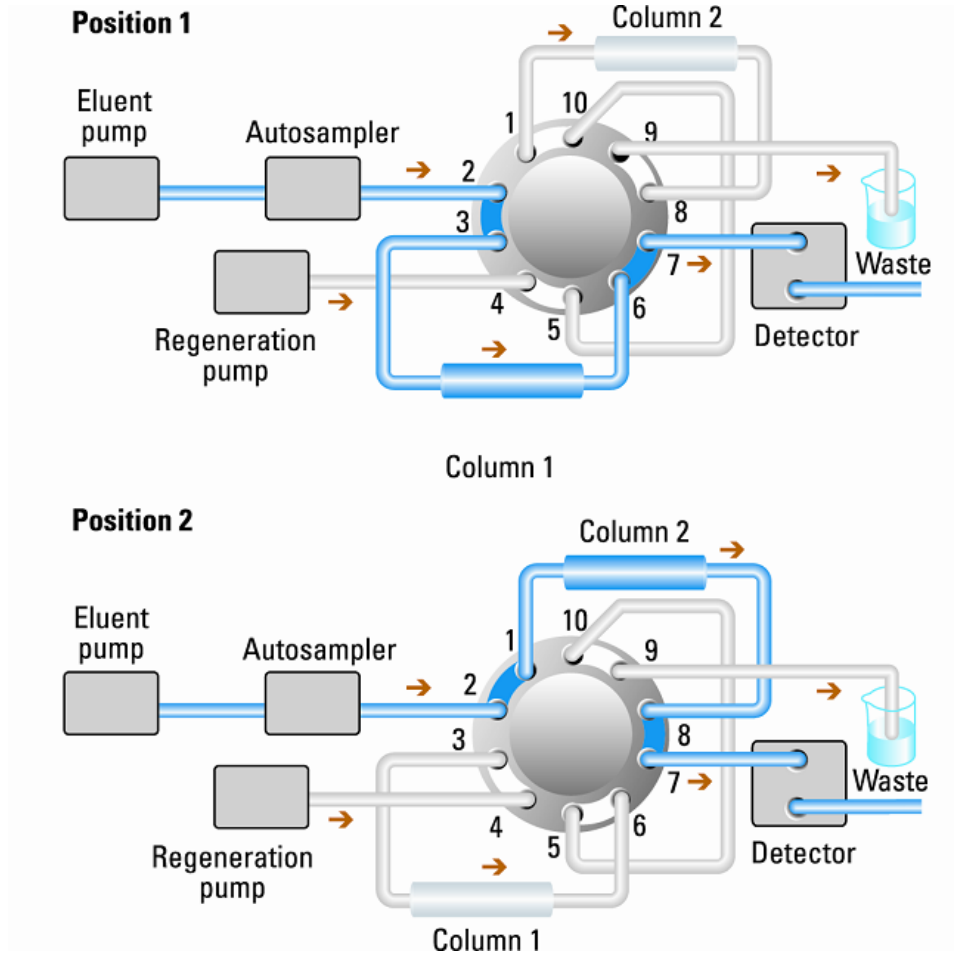 Position 1
Column 2
Eluent
pump
Autosampler
1
10
9
2
3
8
7
Waste
4
5
6
Regeneration
pump
Detector
Column 1
Position 2
Column 2
Eluent
pump
Autosampler
1
10
9
2
3
8
7
Waste
4
5
6
Regeneration
pump
Detector
Column 1